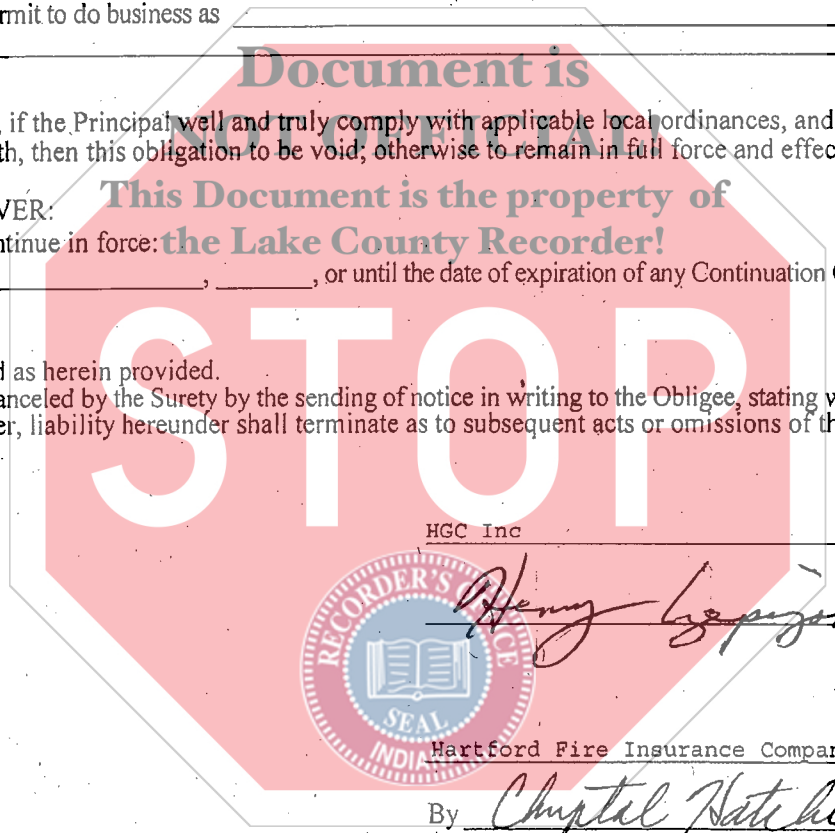 rmit to do business as
Document is
, if the Principal well and truly comply with applicable local ordinances, and
NOT OFFICIAL!
th, then this obligation to be void; otherwise to remain in full force and effec
This Document is the property of
VER:
ntinue in force:
the Lake County Recorder!
, , or until the date of expiration of any Continuation
STOP
d as herein provided.
anceled by the Surety by the sending of notice in writing to the Obligee, stating w
er, liability hereunder shall terminate as to subsequent acts or omissions of th
HGC Inc
RECORDER'S OFFICE
Henry
SEAL
INDIANA
Hartford Fire Insurance Compan
By